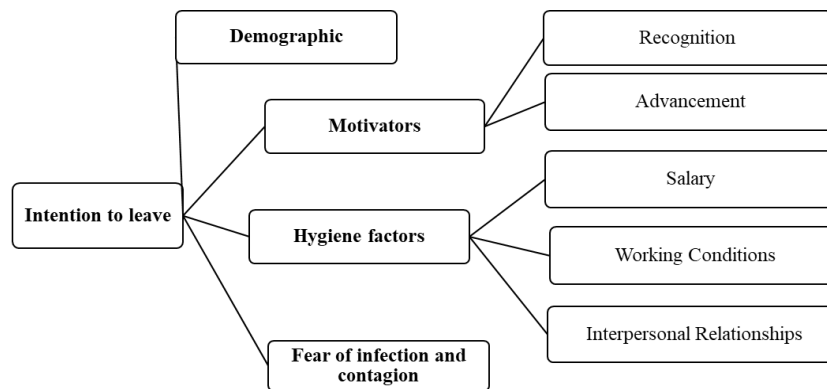 Demographic
Recognition
Motivators
Advancement
Salary
Intention to leave
Hygiene factors
Working Conditions
Interpersonal Relationships
Fear of infection and
contagion